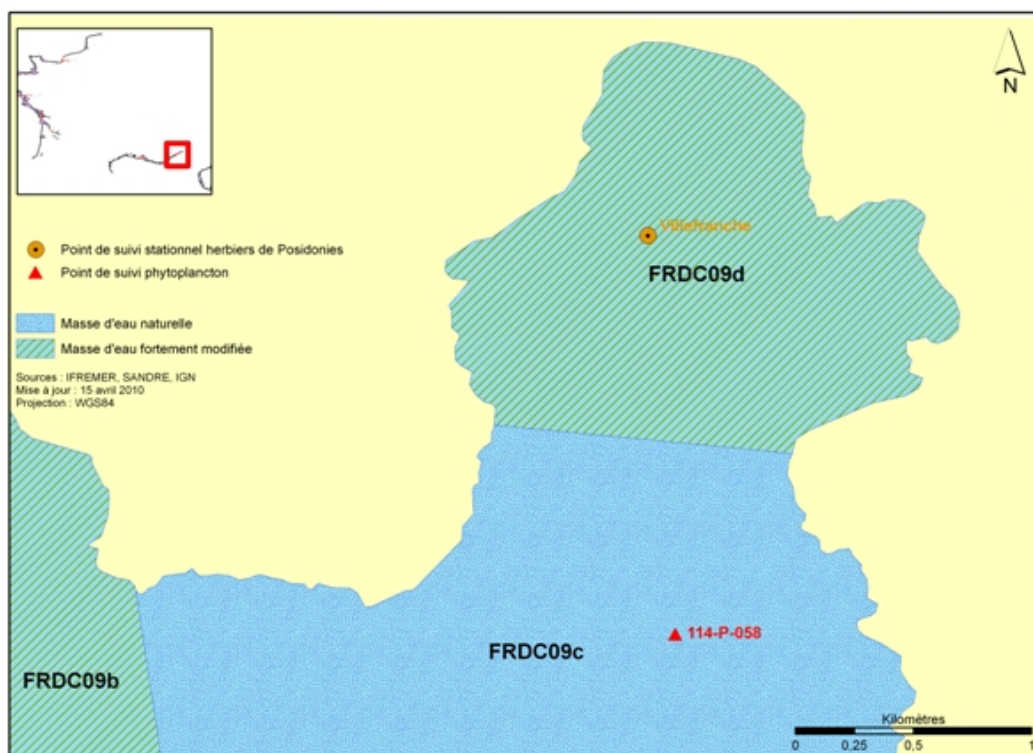 N
Point de suivi stationnel herbiers de Posidonies
Point de suivi phytoplancton
Masse d'eau naturelle
Masse d'eau fortement modifiée
Sources : IFREMER, SANDRE, IGN
Mise à jour : 15 avril 2010
Projection : WGS84
Villefranche
FRDC09d
114-P-058
FRDC09c
FRDC09b
Kilomètres
0 0,25 0,5 1